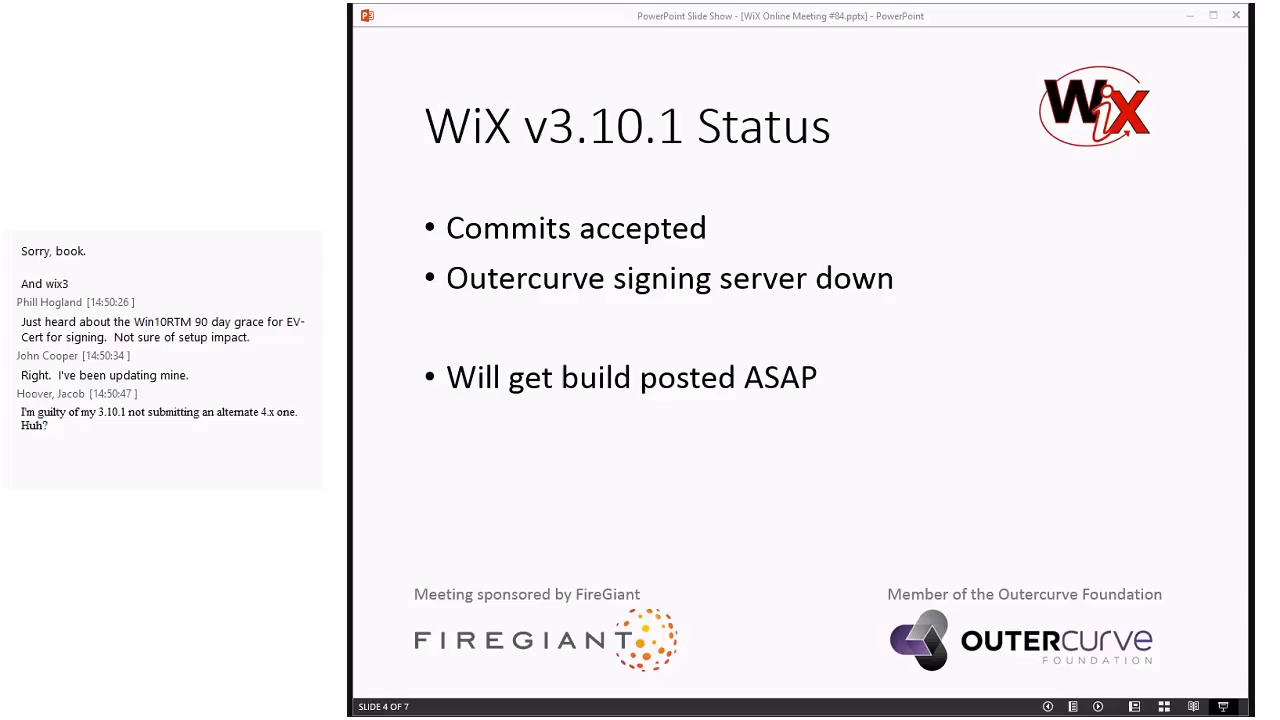 Sorry, book.
And wix3
Phill Hogland [14:50:26 ]
Just heard about the Win10RTM 90 day grace for EV-
Cert for signing.  Not sure of setup impact.
John Cooper [14:50:34 ]
Right.  I've been updating mine.
Hoover, Jacob [14:50:47 ]
I'm guilty of my 3.10.1 not submitting an alternate 4.x one.
Huh?
PowerPoint Slide Show - [WiX Online Meeting #84.pptx] - PowerPoint
WiX
WiX v3.10.1 Status
• Commits accepted
• Outercurve signing server down
• Will get build posted ASAP
Meeting sponsored by FireGiant
FIREGIANT
Member of the Outercurve Foundation
OUTERCURVE
FOUNDATION
SLIDE 4 OF 7